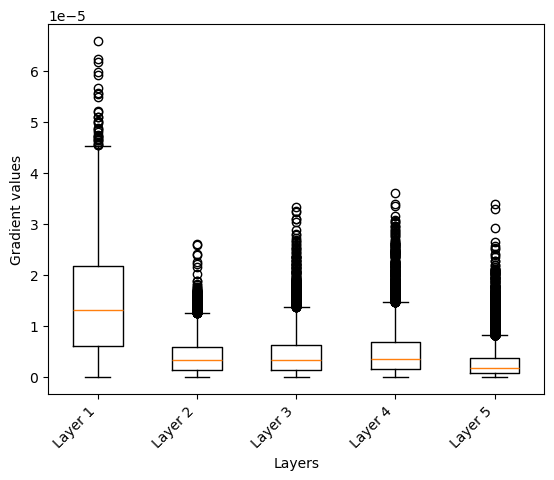 1e−5
6
5
4
3
2
1
0
Gradient values
Layer 1
Layer 2
Layer 3
Layer 4
Layer 5
Layers